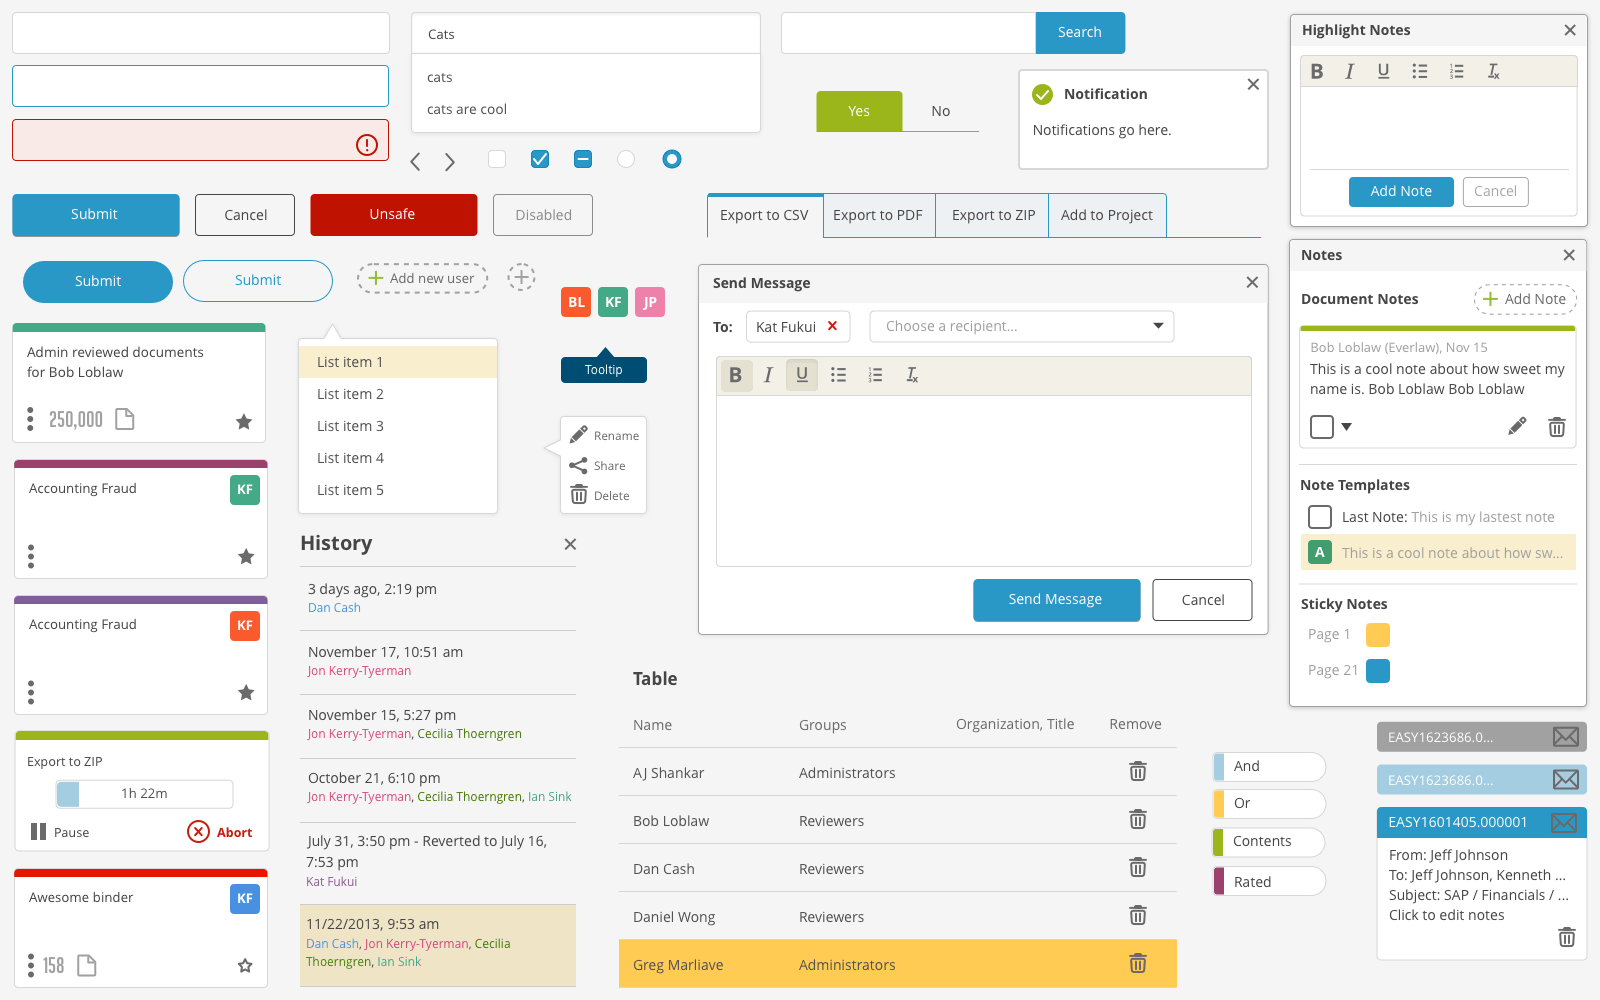 Cats
cats
cats are cool
Search
Yes
No
Notification
Notifications go here.
Highlight Notes
B I U
Add Note
Cancel
Submit
Cancel
Unsafe
Disabled
Export to CSV
Export to PDF
Export to ZIP
Add to Project
Submit
Submit
Add new user
BL
KF
JP
Tooltip
Rename
Share
Delete
Admin reviewed documents
for Bob Loblaw
250,000
Accounting Fraud
KF
Accounting Fraud
KF
Export to ZIP
1h 22m
Pause
Abort
Awesome binder
KF
158
List item 1
List item 2
List item 3
List item 4
List item 5
History
3 days ago, 2:19 pm
Dan Cash
November 17, 10:51 am
Jon Kerry-Tyerman
November 15, 5:27 pm
Jon Kerry-Tyerman, Cecilia Thoerngren
October 21, 6:10 pm
Jon Kerry-Tyerman, Cecilia Thoerngren, Ian Sink
July 31, 3:50 pm - Reverted to July 16,
7:53 pm
Kat Fukui
11/22/2013, 9:53 am
Dan Cash, Jon Kerry-Tyerman, Cecilia
Thoerngren, Ian Sink
Send Message
To:
Kat Fukui
Choose a recipient...
B I U
Send Message
Cancel
Table
Name
Groups
Organization, Title
Remove
AJ Shankar
Administrators
Bob Loblaw
Reviewers
Dan Cash
Reviewers
Daniel Wong
Reviewers
Greg Marliave
Administrators
And
Or
Contents
Rated
Notes
Document Notes
Add Note
Bob Loblaw (Everlaw), Nov 15
This is a cool note about how sweet my
name is. Bob Loblaw Bob Loblaw
Note Templates
Last Note: This is my lastest note
A
This is a cool note about how sw...
Sticky Notes
Page 1
Page 21
EASY1623686.0...
EASY1623686.0...
EASY1601405.000001
From: Jeff Johnson
To: Jeff Johnson, Kenneth ...
Subject: SAP / Financials / ...
Click to edit notes